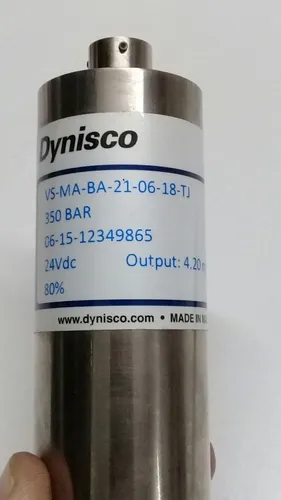 Dynisco
VS-MA-BA-21-06-18-TJ
350 BAR
06-15-12349865
24Vdc Output: 4.20
80%
www.dynisco.com • MADE IN